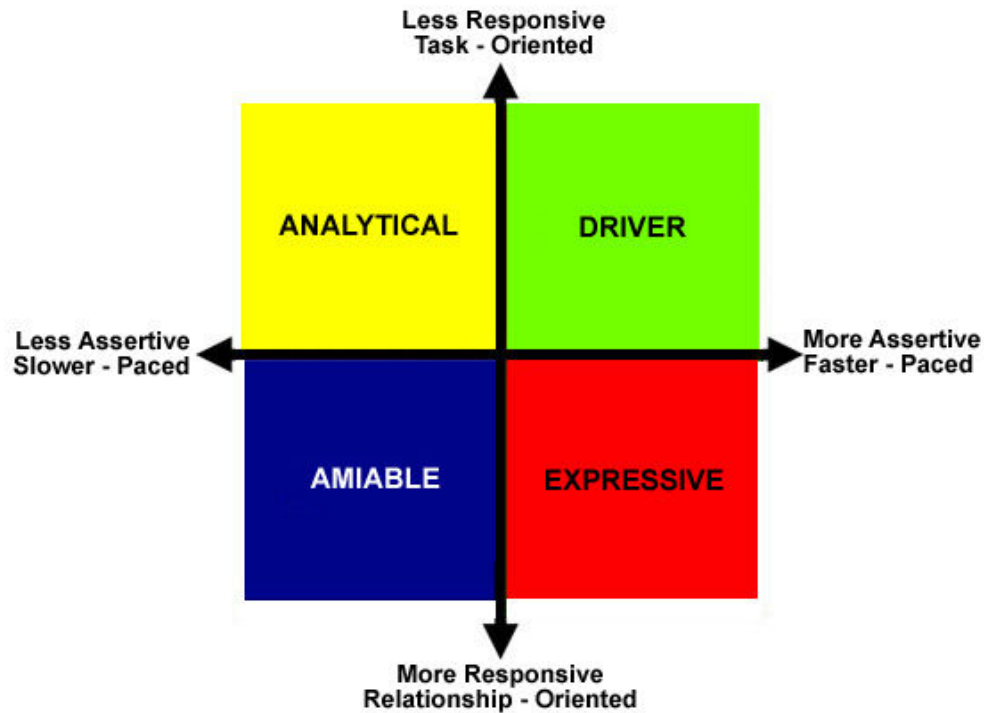 Less Responsive
Task - Oriented
ANALYTICAL
DRIVER
Less Assertive
Slower - Paced
More Assertive
Faster - Paced
AMIABLE
EXPRESSIVE
More Responsive
Relationship - Oriented